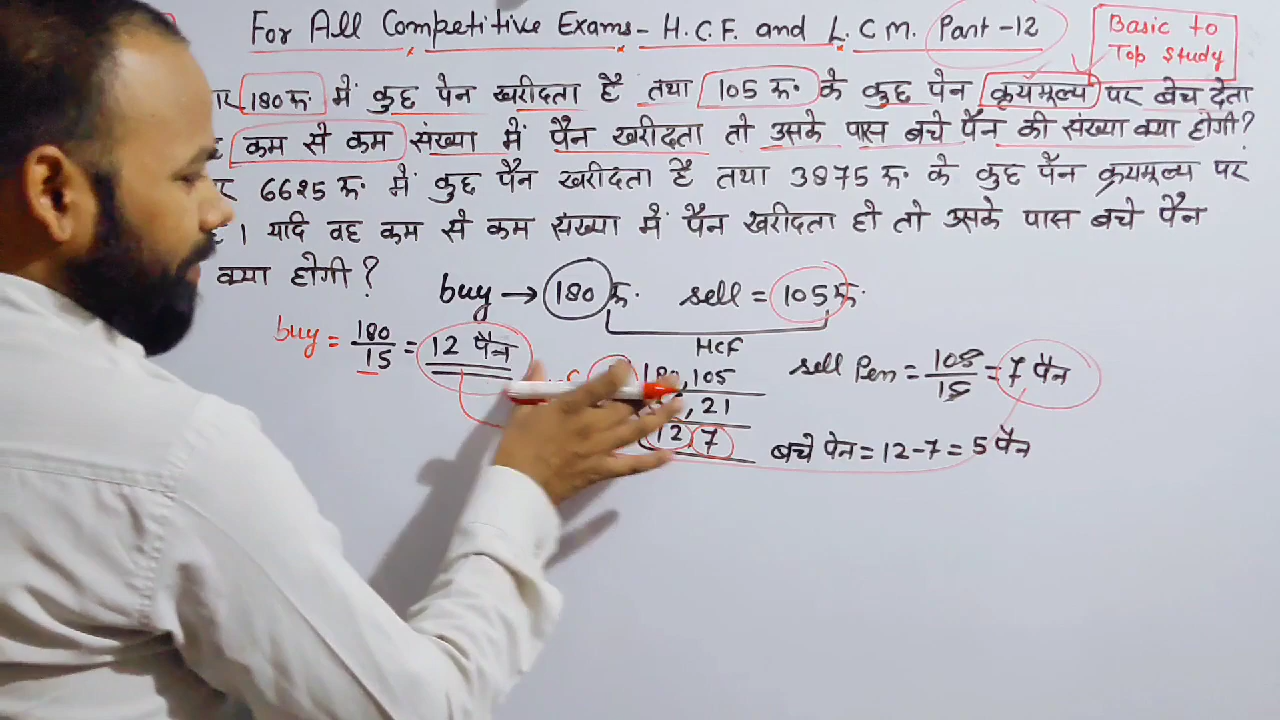 For All Competitive Exams - H.C.F. and L.C.M. Part-12
Basic to
Top Study
180 रू. में कुछ पेन खरीदता है तथा 105 रू. के कुछ पेन क्रयमूल्य पर बेच देता
कम से कम संख्या में पैन खरीदता तो उसके पास बचे पैन की संख्या क्या होगी?
6625 रू. में कुछ पैन खरीदता है तथा 3875 रू. के कुछ पैन क्रयमूल्य पर
। यदि वह कम से कम संख्या में पैन खरीदता हो तो उसके पास बचे पैन
क्या होगी?
buy → 180 रू. sell = 105 रू.
HCF
buy = 180/15 = 12 पैन
,105
,21
12,7
sell Pen = 105/15 = 7 पैन
बचे पेन = 12-7 = 5 पैन